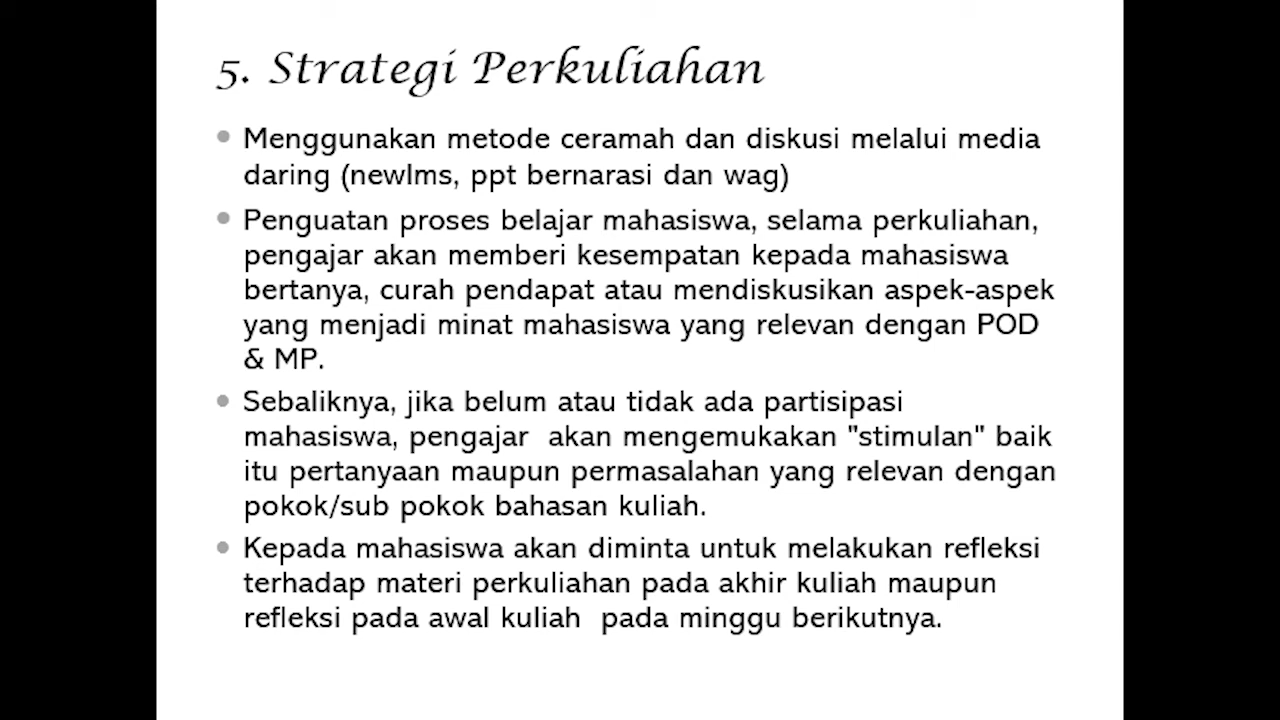 5. Strategi Perkuliahan
• Menggunakan metode ceramah dan diskusi melalui media
daring (newlms, ppt bernarasi dan wag)
• Penguatan proses belajar mahasiswa, selama perkuliahan,
pengajar akan memberi kesempatan kepada mahasiswa
bertanya, curah pendapat atau mendiskusikan aspek-aspek
yang menjadi minat mahasiswa yang relevan dengan POD
& MP.
• Sebaliknya, jika belum atau tidak ada partisipasi
mahasiswa, pengajar  akan mengemukakan "stimulan" baik
itu pertanyaan maupun permasalahan yang relevan dengan
pokok/sub pokok bahasan kuliah.
• Kepada mahasiswa akan diminta untuk melakukan refleksi
terhadap materi perkuliahan pada akhir kuliah maupun
refleksi pada awal kuliah  pada minggu berikutnya.